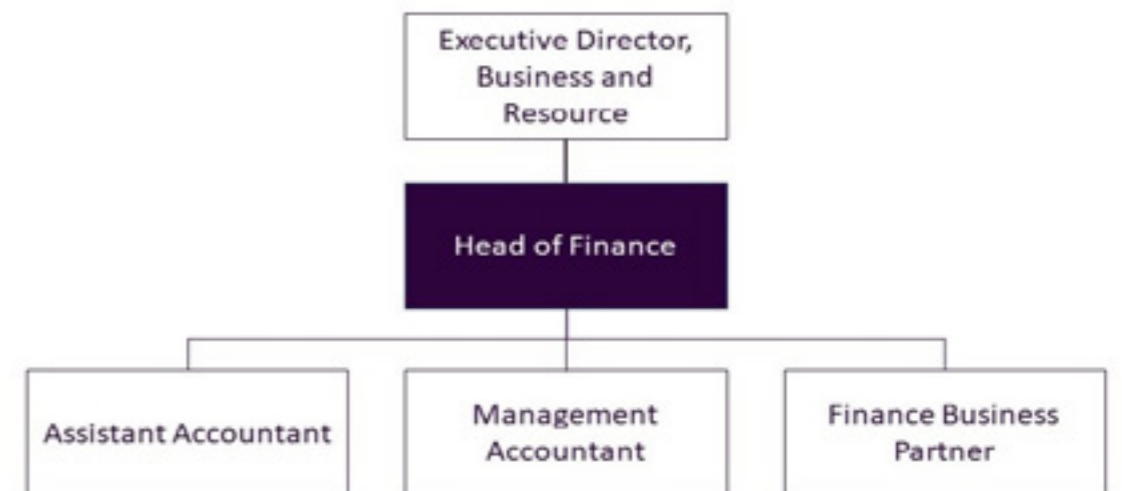 Executive Director,
Business and
Resource
Head of Finance
Assistant Accountant
Management
Accountant
Finance Business
Partner